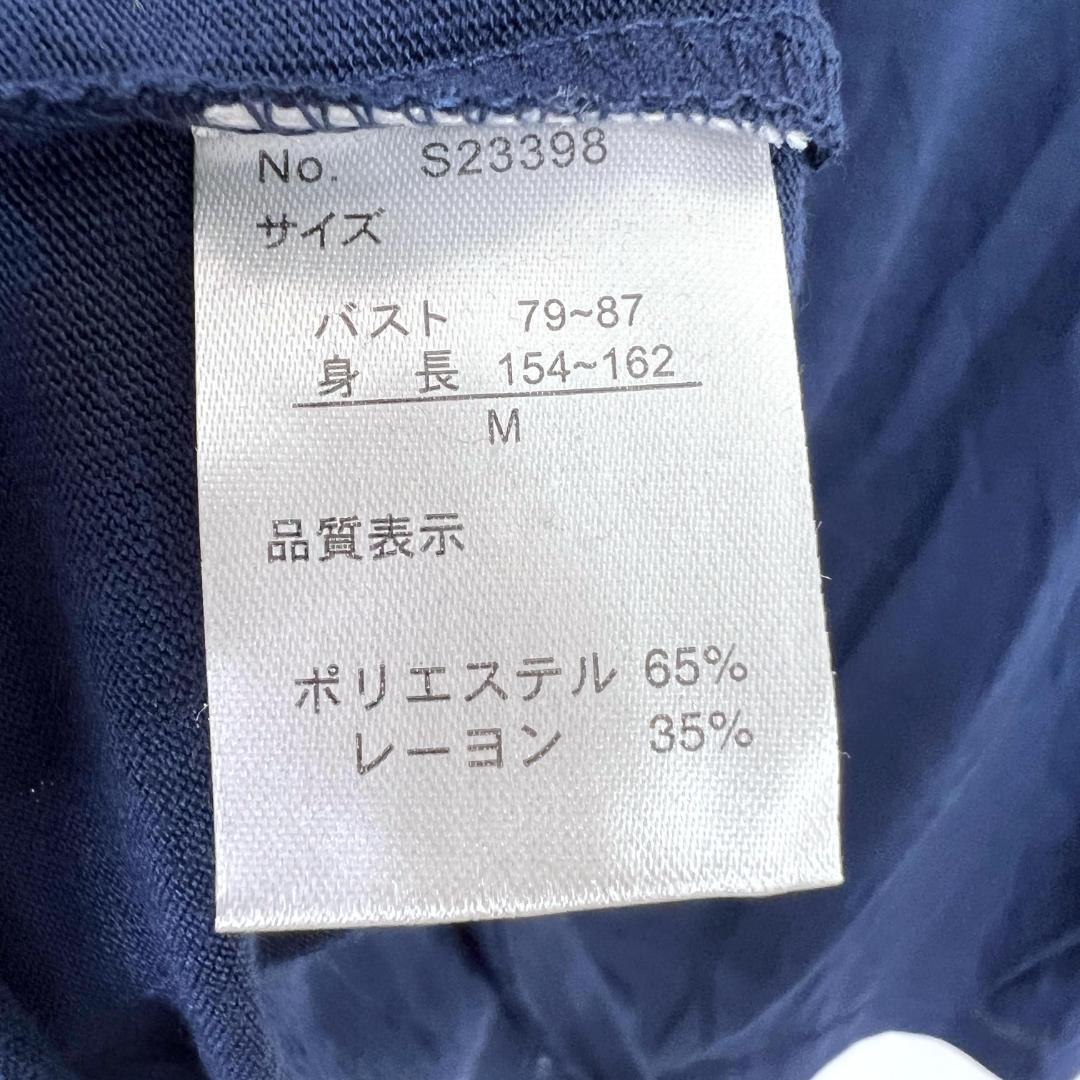 No. S23398
サイズ
バスト 79~87
身 長 154~162
M
品質表示
ポリエステル 65%
レーヨン 35%